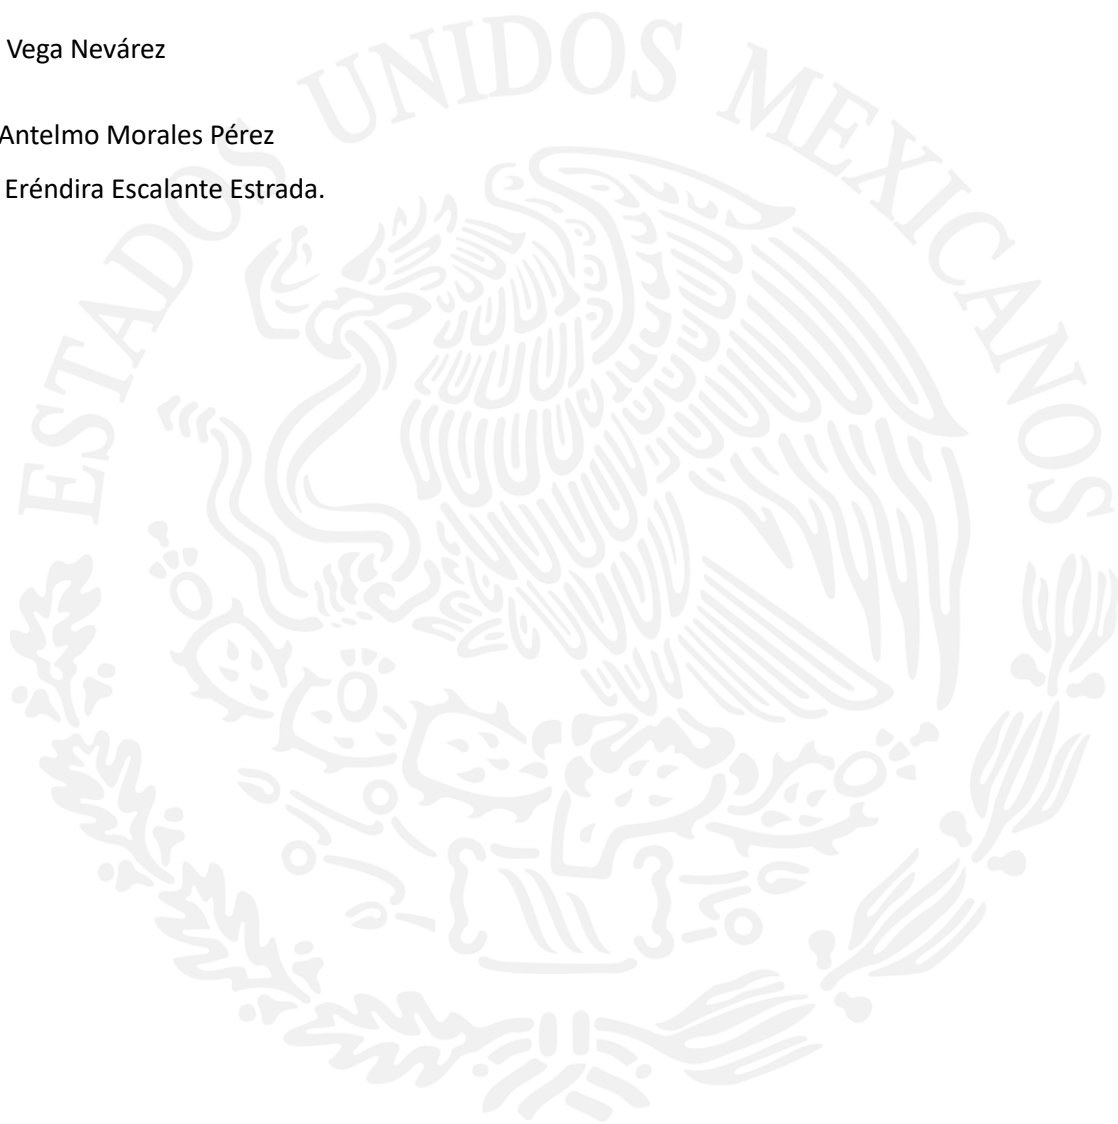 Vega Nevárez
Antelmo Morales Pérez
Eréndira Escalante Estrada.
ESTADOS UNIDOS MEXICANOS